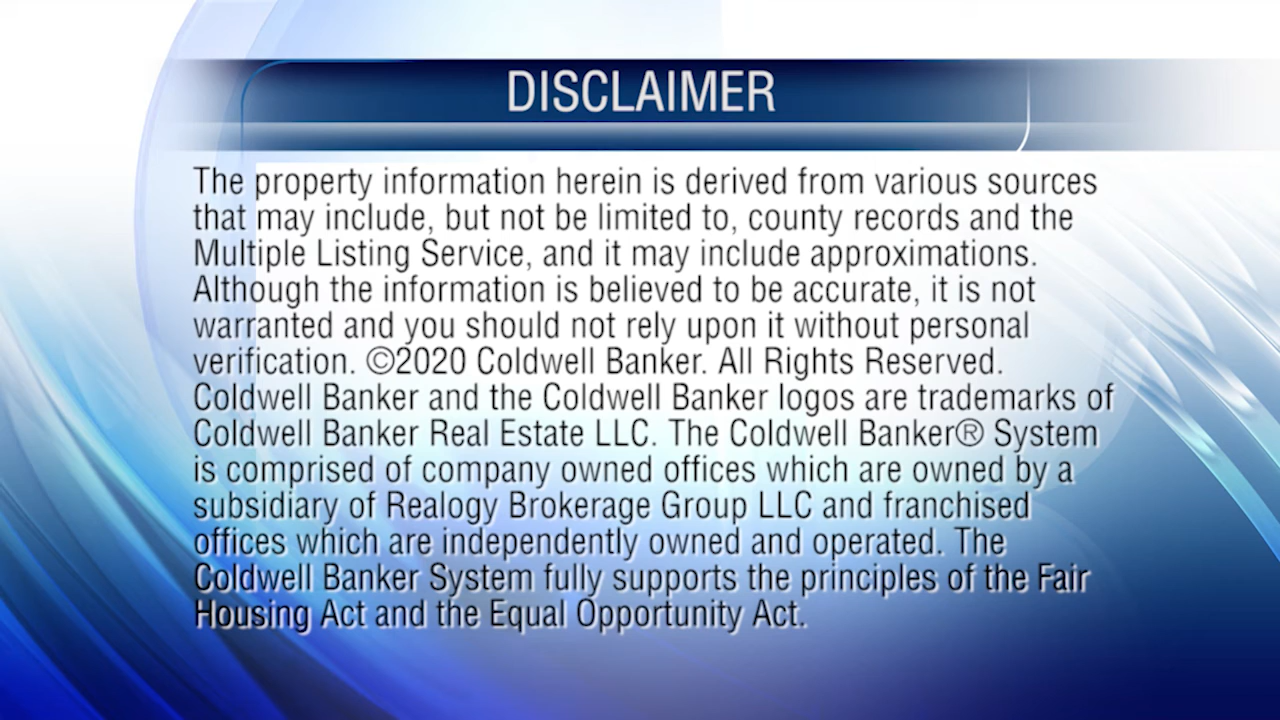 DISCLAIMER
The property information herein is derived from various sources
that may include, but not be limited to, county records and the
Multiple Listing Service, and it may include approximations.
Although the information is believed to be accurate, it is not
warranted and you should not rely upon it without personal
verification. ©2020 Coldwell Banker. All Rights Reserved.
Coldwell Banker and the Coldwell Banker logos are trademarks of
Coldwell Banker Real Estate LLC. The Coldwell Banker® System
is comprised of company owned offices which are owned by a
subsidiary of Realogy Brokerage Group LLC and franchised
offices which are independently owned and operated. The
Coldwell Banker System fully supports the principles of the Fair
Housing Act and the Equal Opportunity Act.